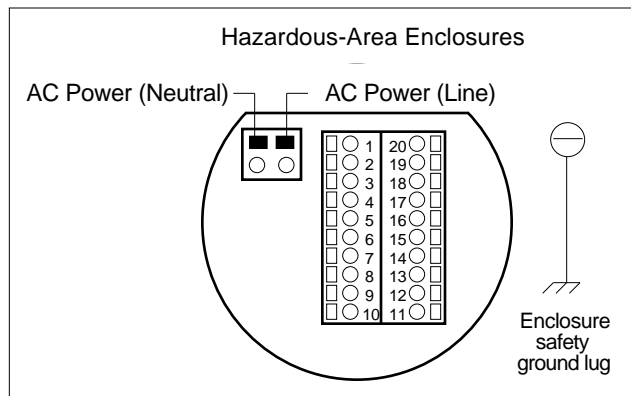 Hazardous-Area Enclosures
AC Power (Neutral) AC Power (Line)
1 20
2 19
3 18
4 17
5 16
6 15
7 14
8 13
9 12
10 11
Enclosure
safety
ground lug